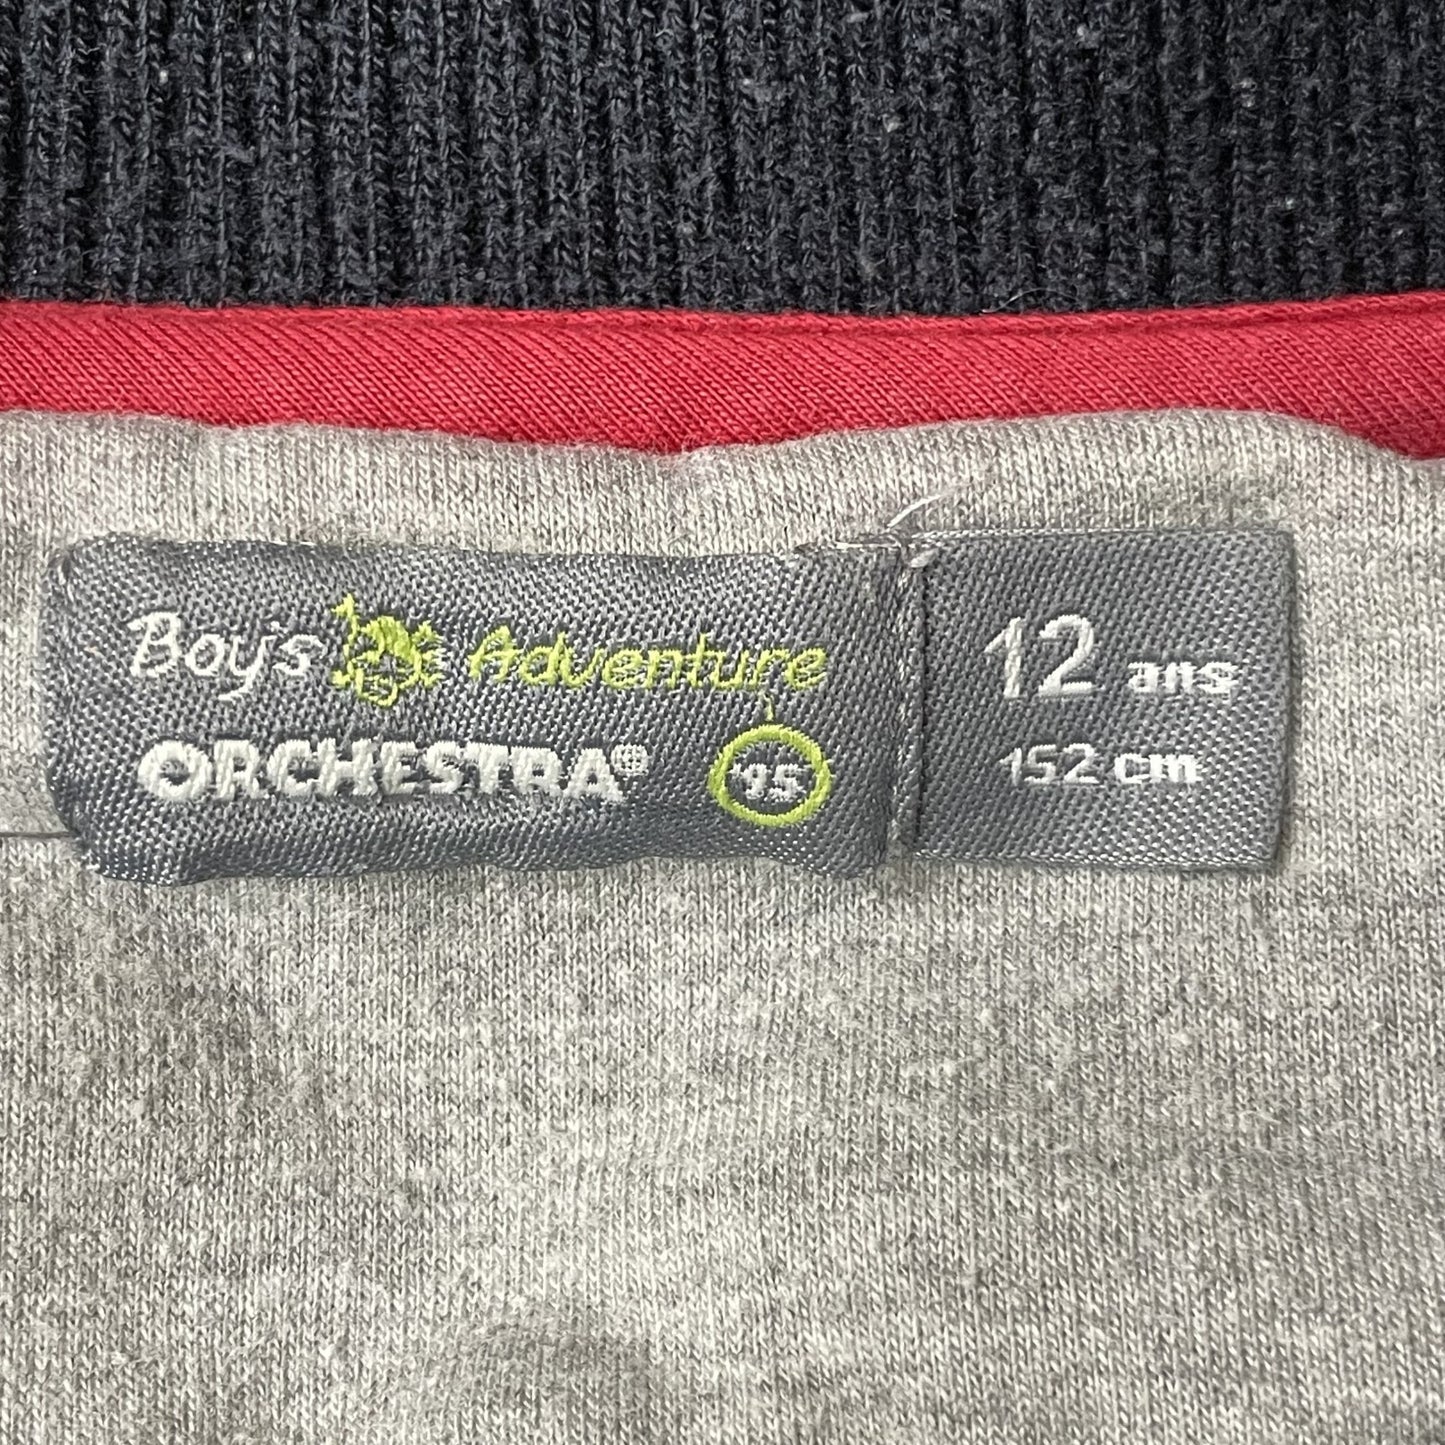 Boy's Adventure
ORCHESTRA® '95
12 ans
152 cm